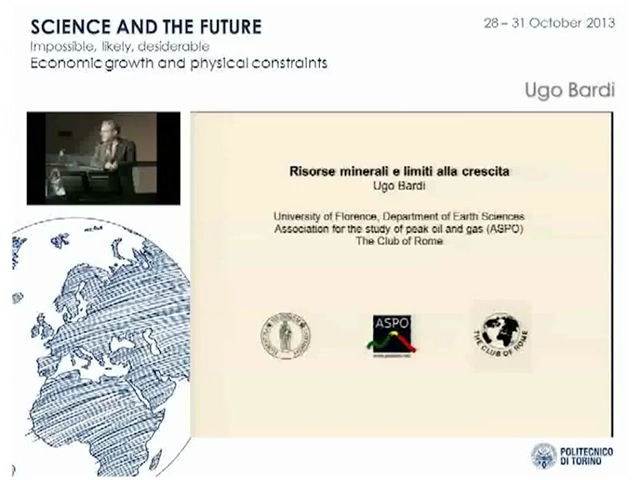 SCIENCE AND THE FUTURE
Impossible, likely, desiderable
Economic growth and physical constraints
28 – 31 October 2013
Ugo Bardi
Risorse minerali e limiti alla crescita
Ugo Bardi
University of Florence, Department of Earth Sciences
Association for the study of peak oil and gas (ASPO)
The Club of Rome
ASPO
THE CLUB OF ROME
POLITECNICO
DI TORINO